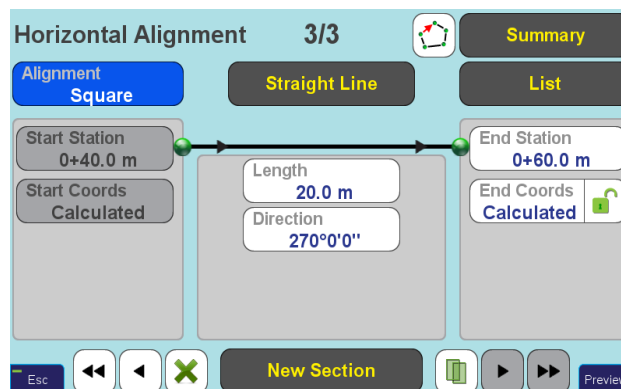 Horizontal Alignment 3/3 Summary
Alignment
Square
Straight Line
List
Start Station
0+40.0 m
End Station
0+60.0 m
Length
20.0 m
Start Coords
Calculated
End Coords
Calculated
Direction
270°0'0''
Esc
New Section
Preview